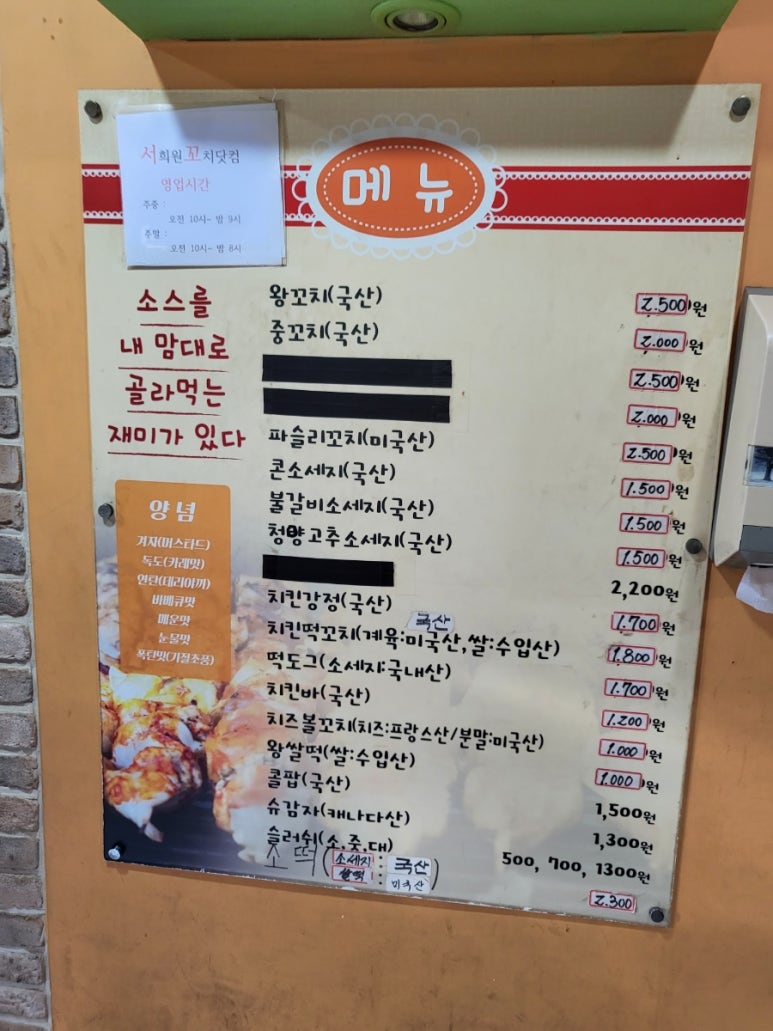 서희원꼬치닷컴
영업시간
주중 :
오전 10시~ 밤 9시
주말 :
오전 10시~ 밤 8시
메뉴
소스를
내 맘대로
골라먹는
재미가 있다
양념
겨자(머스타드)
독도(카레맛)
연탄(데리야끼)
바베큐맛
매운맛
눈물맛
폭탄맛(기절초풍)
왕꼬치(국산) 2.500원
중꼬치(국산) 2.000원
2.500원
2.000원
파슬리꼬치(미국산) 2.500원
콘소세지(국산) 1.500원
불갈비소세지(국산) 1.500원
청양고추소세지(국산) 1.500원
2,200원
치킨강정(국산) 1.700원
국산
치킨떡꼬치(계육:미국산,쌀:수입산) 1.800원
떡도그(소세지:국내산) 1.700원
치킨바(국산) 1.200원
치즈볼꼬치(치즈:프랑스산/분말:미국산) 1.000원
왕쌀떡(쌀:수입산) 1.000원
콜팝(국산) 1,500원
슈감자(캐나다산) 1,300원
슬러쉬(소,중,대) 500, 700, 1300원
소떡(소세지 : 국산 2.300
쌀떡 : 미국산)